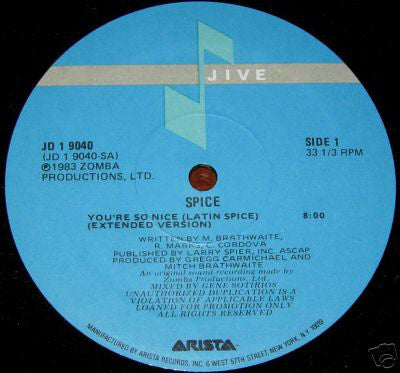 JIVE
JD 1 9040
(JD 1 9040-SA)
℗1983 ZOMBA
PRODUCTIONS, LTD.
SIDE 1
33 1/3 RPM
SPICE
YOU'RE SO NICE (LATIN SPICE) 8:00
(EXTENDED VERSION)
WRITTEN BY M. BRATHWAITE,
R. MARKS, C. CORDOVA
PUBLISHED BY LARRY SPIER, INC. ASCAP
PRODUCED BY GREGG CARMICHAEL and
MITCH BRATHWAITE
An original sound recording made by
Zomba Productions, Ltd.
MIXED BY GENE SOTIROS
UNAUTHORIZED DUPLICATION IS A
VIOLATION OF APPLICABLE LAWS
LOANED FOR PROMOTION ONLY
ALL RIGHTS RESERVED
ARISTA
MANUFACTURED BY ARISTA RECORDS, INC. 6 WEST 57TH STREET, NEW YORK, N.Y. 10019
ebY